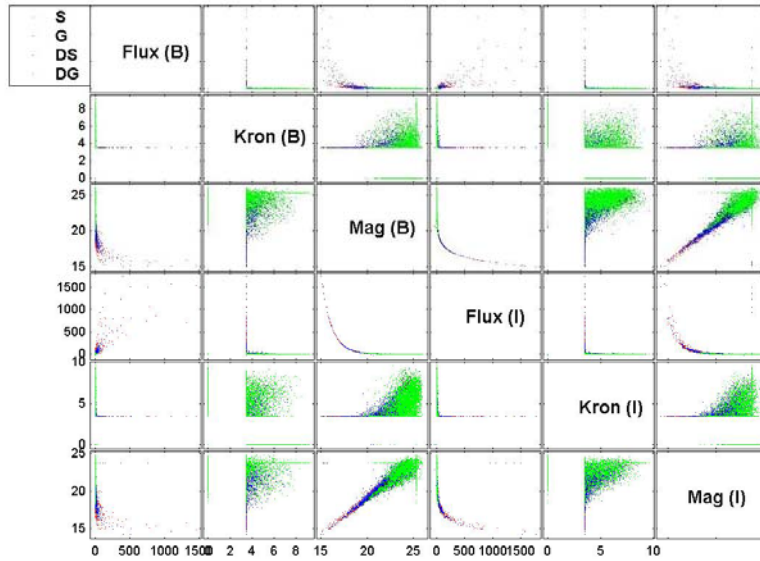 S
G
DS
DG
Flux (B)
8
6
4
2
0
Kron (B)
25
20
15
Mag (B)
1500
1000
500
0
Flux (I)
10
5
0
Kron (I)
25
20
15
Mag (I)
0 500 1000 1500 0 2 4 6 8 15 20 25 0 500 1000 1500 5 10